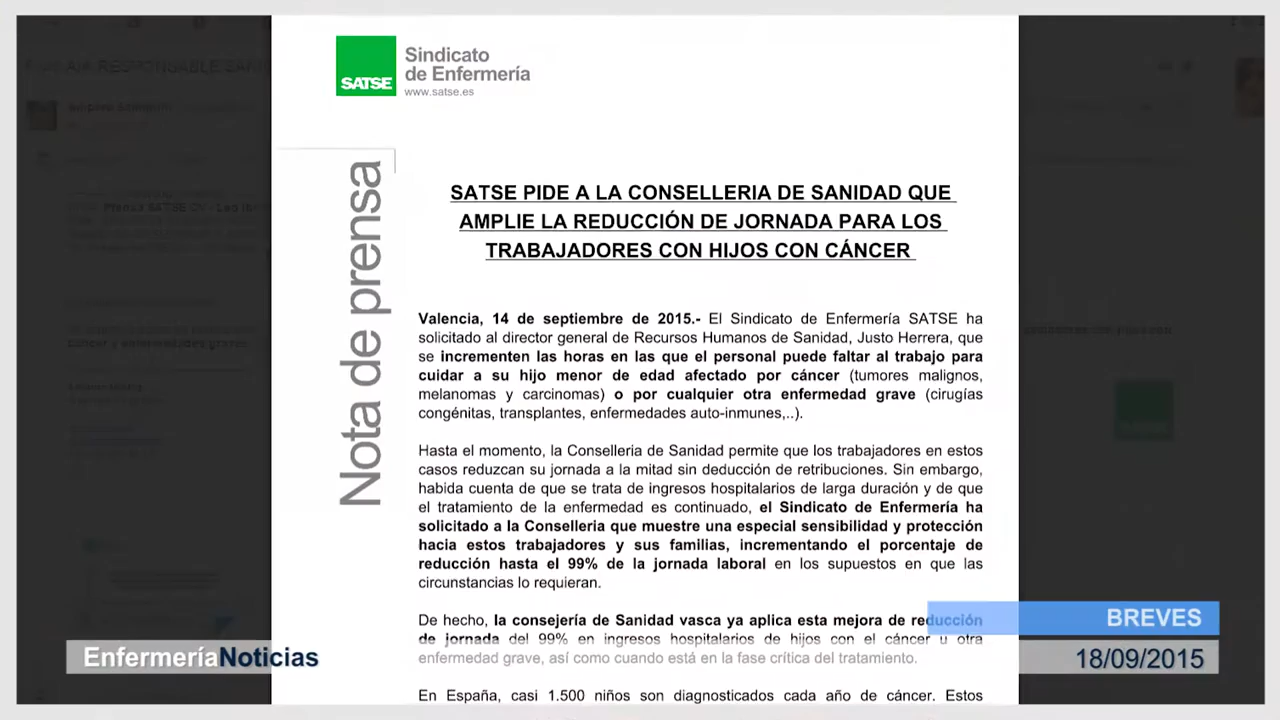 SATSE
Sindicato
de Enfermería
www.satse.es
Nota de prensa
SATSE PIDE A LA CONSELLERIA DE SANIDAD QUE
AMPLIE LA REDUCCIÓN DE JORNADA PARA LOS
TRABAJADORES CON HIJOS CON CÁNCER
Valencia, 14 de septiembre de 2015.- El Sindicato de Enfermería SATSE ha
solicitado al director general de Recursos Humanos de Sanidad, Justo Herrera, que
se incrementen las horas en las que el personal puede faltar al trabajo para
cuidar a su hijo menor de edad afectado por cáncer (tumores malignos,
melanomas y carcinomas) o por cualquier otra enfermedad grave (cirugías
congénitas, transplantes, enfermedades auto-inmunes,..).
Hasta el momento, la Conselleria de Sanidad permite que los trabajadores en estos
casos reduzcan su jornada a la mitad sin deducción de retribuciones. Sin embargo,
habida cuenta de que se trata de ingresos hospitalarios de larga duración y de que
el tratamiento de la enfermedad es continuado, el Sindicato de Enfermería ha
solicitado a la Conselleria que muestre una especial sensibilidad y protección
hacia estos trabajadores y sus familias, incrementando el porcentaje de
reducción hasta el 99% de la jornada laboral en los supuestos en que las
circunstancias lo requieran.
De hecho, la consejería de Sanidad vasca ya aplica esta mejora de reducción
de jornada del 99% en ingresos hospitalarios de hijos con el cáncer u otra
enfermedad grave, así como cuando está en la fase crítica del tratamiento.
En España, casi 1.500 niños son diagnosticados cada año de cáncer. Estos
BREVES
18/09/2015
EnfermeríaNoticias